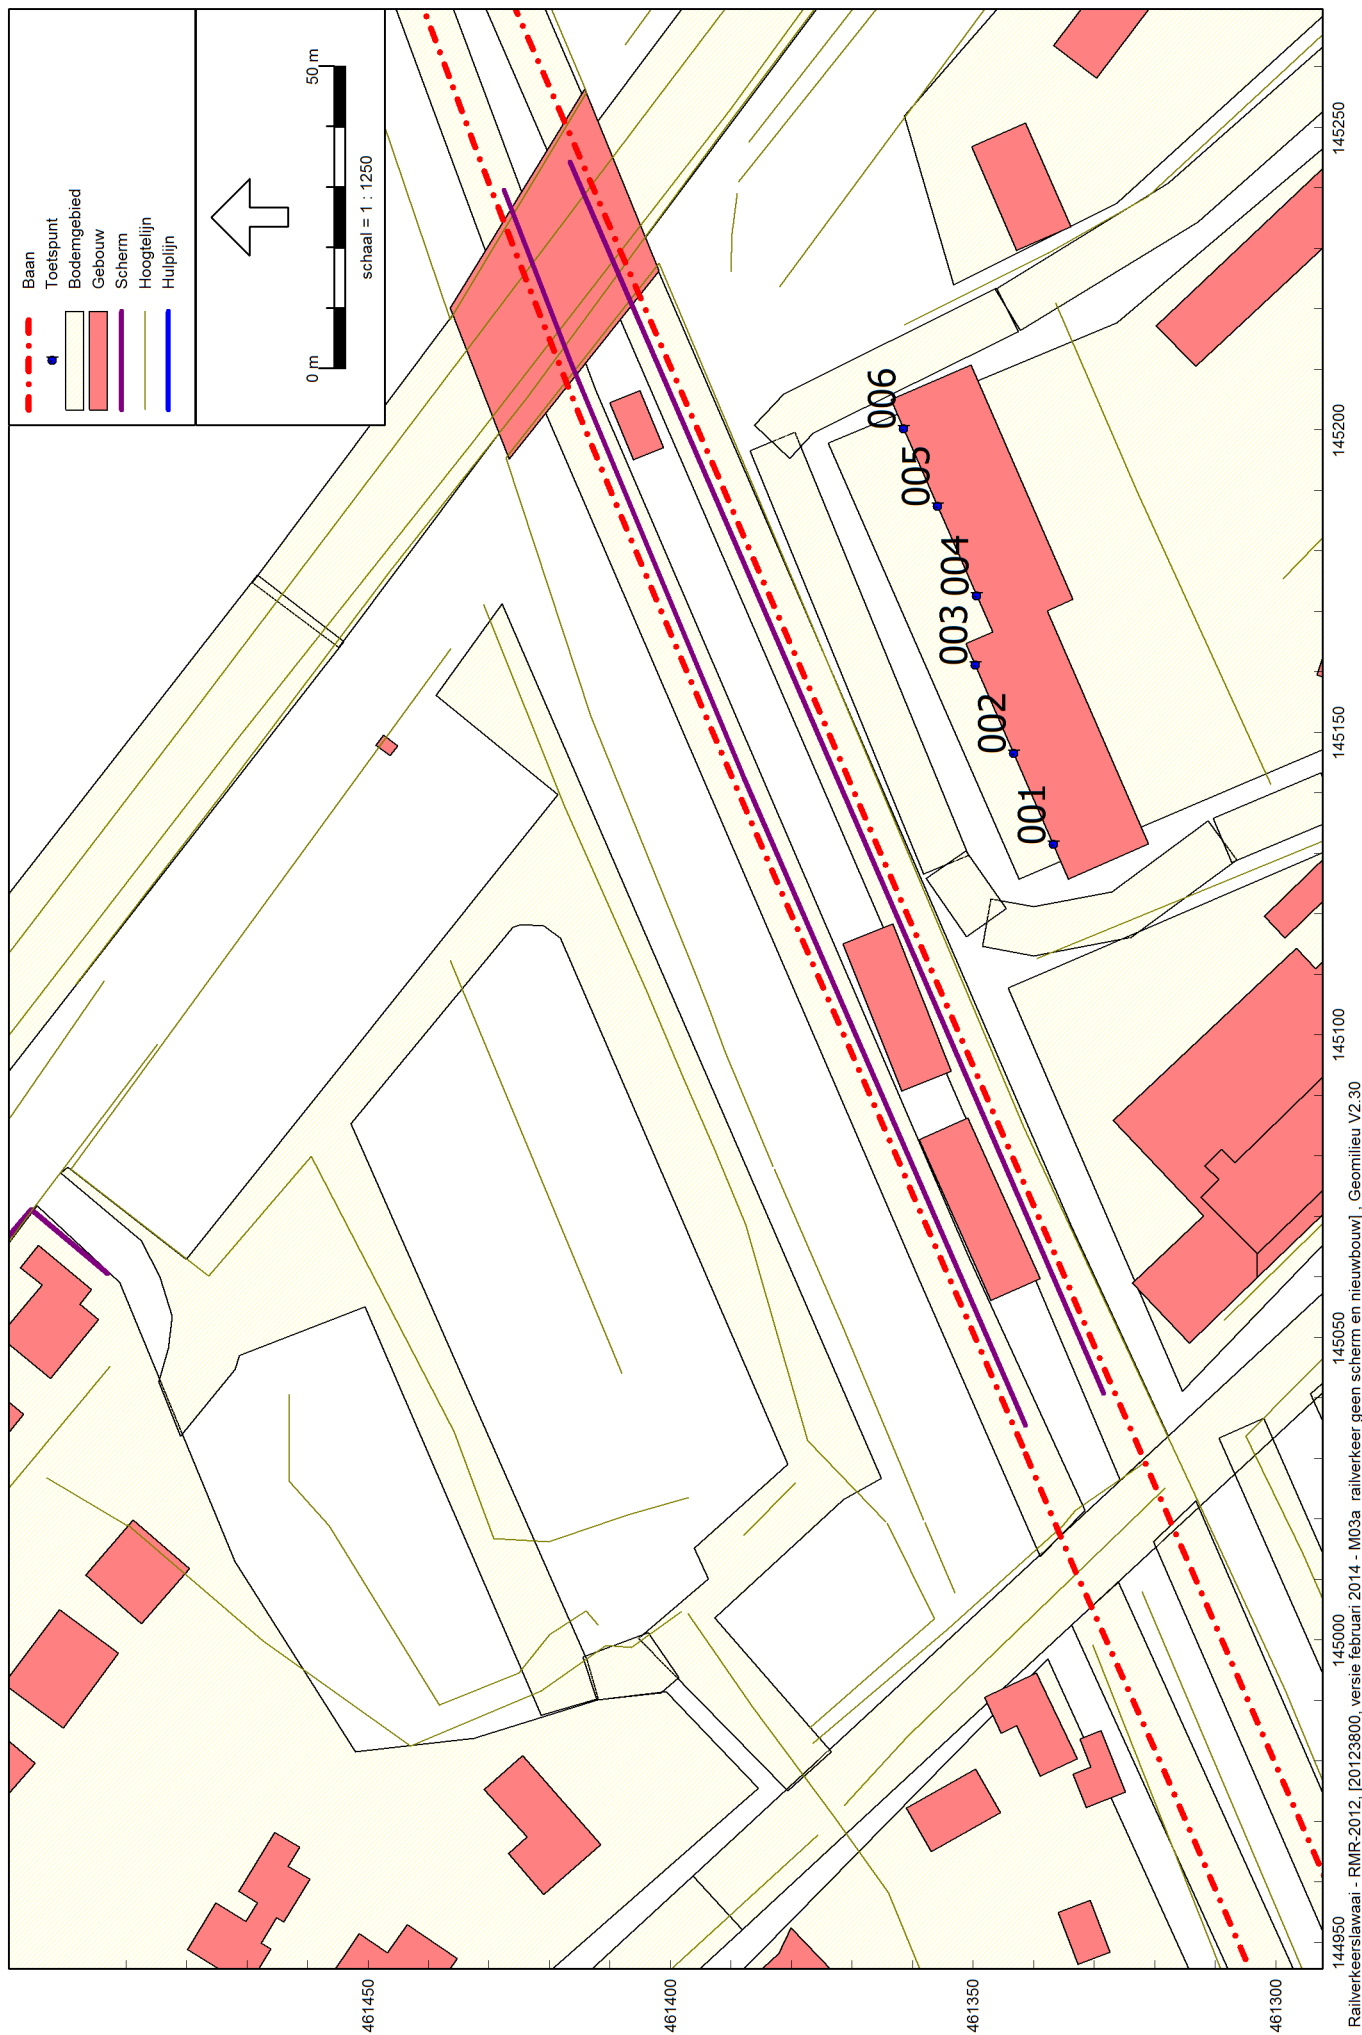 Baan
Toetspunt
Bodemgebied
Gebouw
Scherm
Hoogtelijn
Hulplijn
0 m
50 m
schaal = 1 : 1250
001
002
003
004
005
006
461450
461400
461350
461300
144950
145000
145050
145100
145150
145200
145250
Railverkeerslawaai - RMR-2012, [20123800, versie februari 2014 - M03a railverkeer geen scherm en nieuwbouw] , Geomilieu V2.30